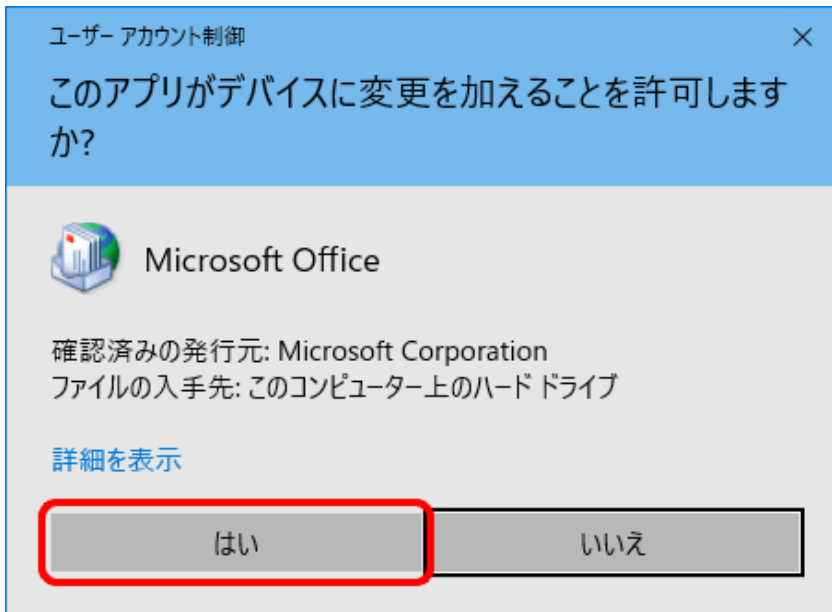 ユーザー アカウント制御
このアプリがデバイスに変更を加えることを許可します
か?
Microsoft Office
確認済みの発行元: Microsoft Corporation
ファイルの入手先: このコンピューター上のハード ドライブ
詳細を表示
はい
いいえ